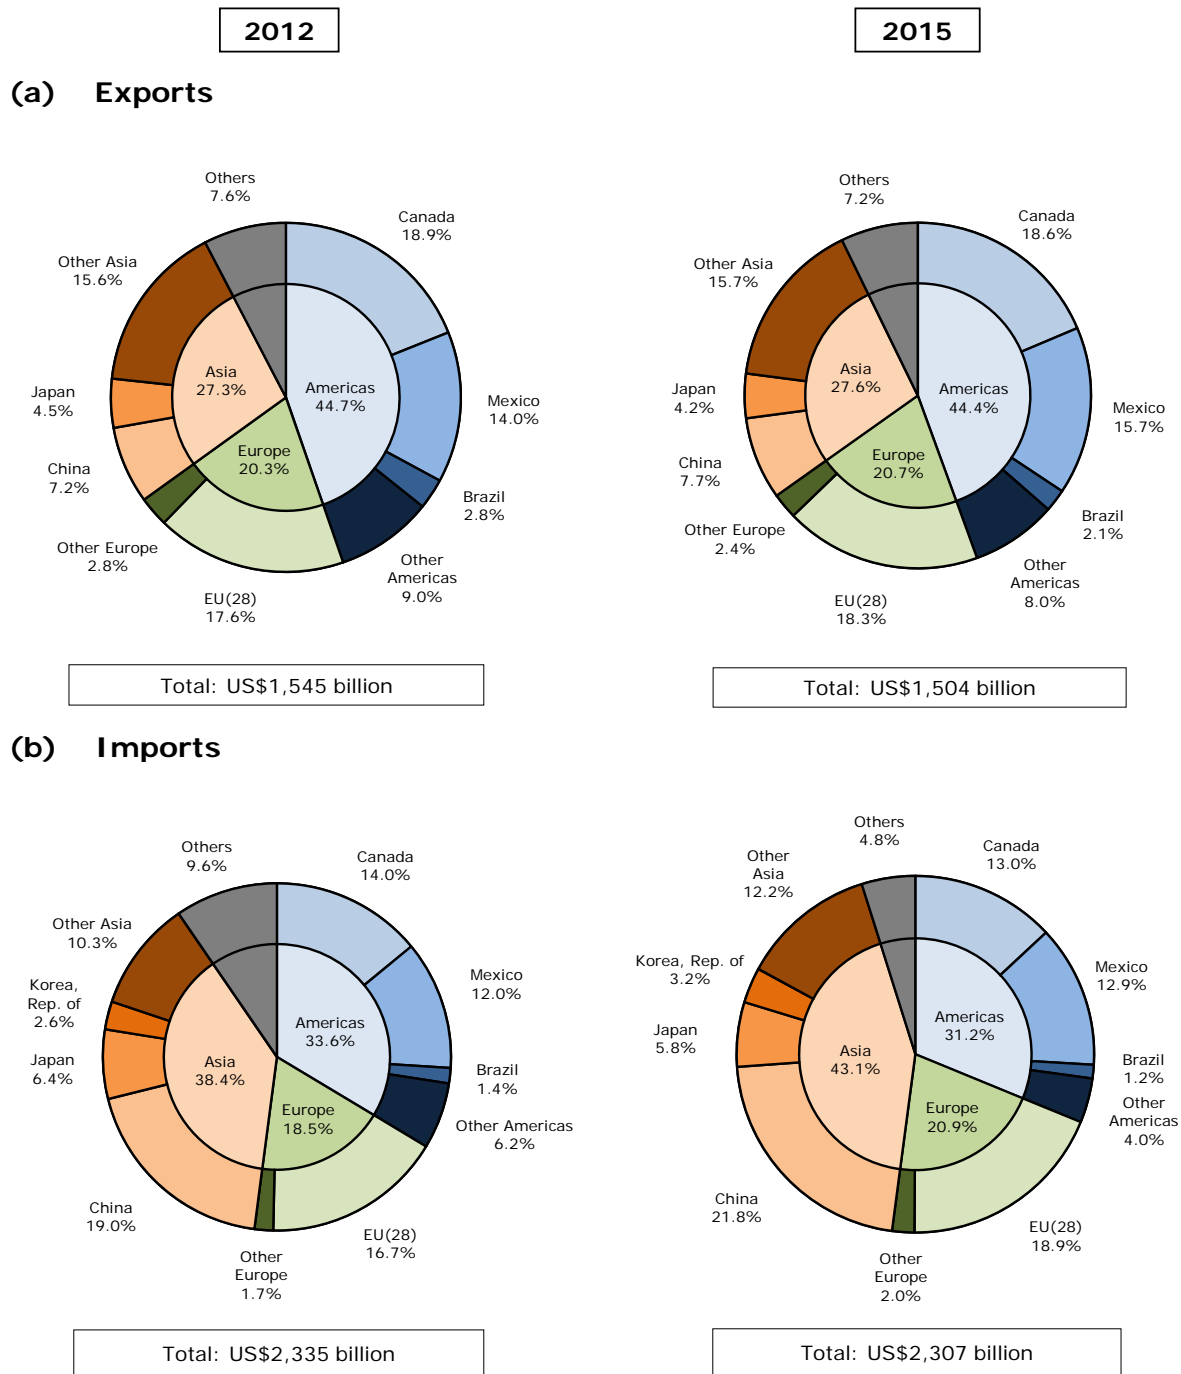 2012
2015
(a) Exports
Others
7.6%
Canada
18.9%
Other Asia
15.6%
Asia
27.3%
Americas
44.7%
Japan
4.5%
Mexico
14.0%
Europe
20.3%
China
7.2%
Brazil
2.8%
Other Europe
2.8%
Other
Americas
9.0%
EU(28)
17.6%
Total: US$1,545 billion
Others
7.2%
Canada
18.6%
Other Asia
15.7%
Asia
27.6%
Americas
44.4%
Japan
4.2%
Mexico
15.7%
Europe
20.7%
China
7.7%
Brazil
2.1%
Other Europe
2.4%
Other
Americas
8.0%
EU(28)
18.3%
Total: US$1,504 billion
(b) Imports
Others
9.6%
Canada
14.0%
Other Asia
10.3%
Korea,
Rep. of
2.6%
Mexico
12.0%
Americas
33.6%
Japan
6.4%
Asia
38.4%
Brazil
1.4%
Europe
18.5%
Other Americas
6.2%
China
19.0%
EU(28)
16.7%
Other
Europe
1.7%
Total: US$2,335 billion
Others
4.8%
Canada
13.0%
Other
Asia
12.2%
Korea, Rep. of
3.2%
Mexico
12.9%
Americas
31.2%
Japan
5.8%
Asia
43.1%
Brazil
1.2%
Europe
20.9%
Other
Americas
4.0%
China
21.8%
EU(28)
18.9%
Other
Europe
2.0%
Total: US$2,307 billion